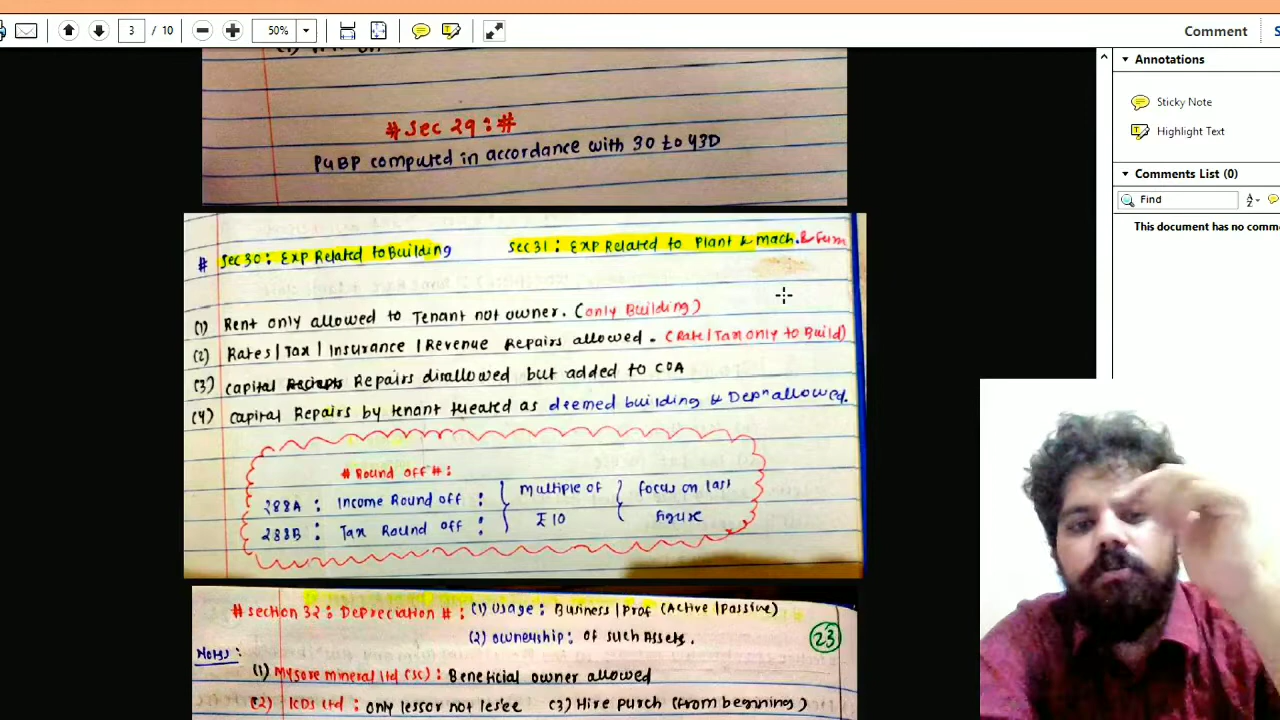 3 / 10
50%
Comment
Annotations
Sticky Note
Highlight Text
Comments List (0)
Find
This document has no comme
# Sec 29 : #
PGBP computed in accordance with 30 to 43D
# Sec 30 : Exp Related to Building Sec 31 : Exp Related to Plant & mach. & Furn
(1) Rent only allowed to Tenant not owner. (only Building)
(2) Rates | Tax | Insurance | Revenue Repairs allowed. (Rate | Tax only to Build)
(3) capital Repairs disallowed but added to COA
(4) capital Repairs by tenant treated as deemed building & Depn allowed.
# Round off # :
288A : Income Round off : multiple of focus on last
288B : Tax Round off : ₹10 figure
# section 32 : Depreciation # : (1) Usage : Business | Prof (Active | Passive)
(2) ownership : of such Assets.
23
Notes :
(1) Mysore mineral ltd (SC) : Beneficial owner allowed
(2) ICDS Ltd : only lessor not lesee (3) Hire purch (from beginning)